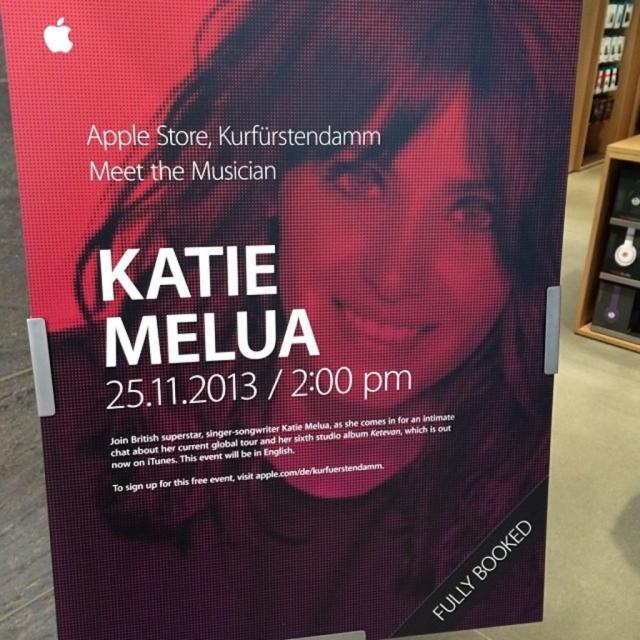 Apple Store, Kurfürstendamm
Meet the Musician
KATIE
MELUA
25.11.2013 / 2:00 pm
Join British superstar, singer-songwriter Katie Melua, as she comes in for an intimate
chat about her current global tour and her sixth studio album Ketevan, which is out
now on iTunes. This event will be in English.
To sign up for this free event, visit apple.com/de/kurfuerstendamm.
FULLY BOOKED